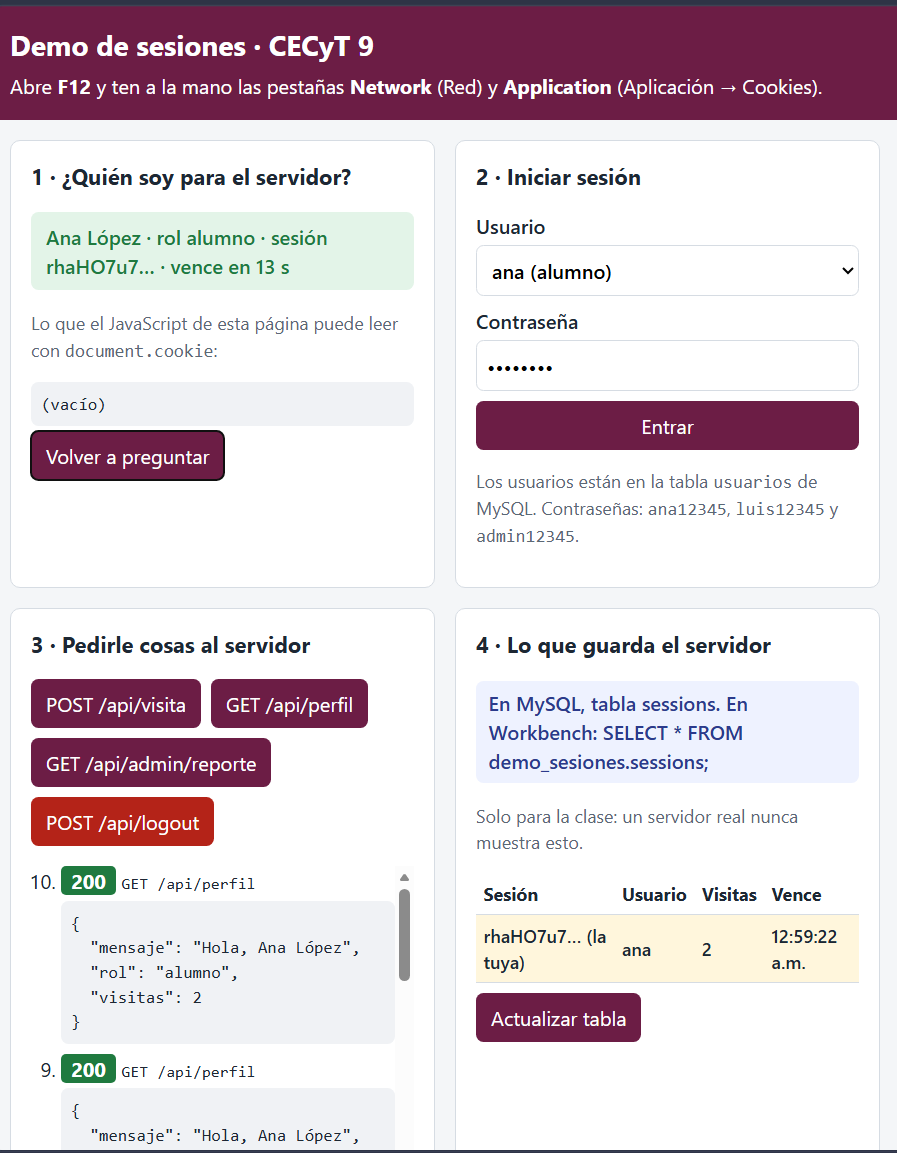 Demo de sesiones · CECyT 9
Abre F12 y ten a la mano las pestañas Network (Red) y Application (Aplicación → Cookies).
1 · ¿Quién soy para el servidor?
Ana López · rol alumno · sesión
rhaHO7u7... · vence en 13 s
Lo que el JavaScript de esta página puede leer
con document.cookie:
(vacío)
Volver a preguntar
2 · Iniciar sesión
Usuario
ana (alumno)
Contraseña
••••••••
Entrar
Los usuarios están en la tabla usuarios de
MySQL. Contraseñas: ana12345, luis12345 y
admin12345.
3 · Pedirle cosas al servidor
POST /api/visita
GET /api/perfil
GET /api/admin/reporte
POST /api/logout
10. 200 GET /api/perfil
{
"mensaje": "Hola, Ana López",
"rol": "alumno",
"visitas": 2
}
9. 200 GET /api/perfil
{
"mensaje": "Hola, Ana López",
4 · Lo que guarda el servidor
En MySQL, tabla sessions. En
Workbench: SELECT * FROM
demo_sesiones.sessions;
Solo para la clase: un servidor real nunca
muestra esto.
Sesión Usuario Visitas Vence
rhaHO7u7... (la
tuya) ana 2 12:59:22
a.m.
Actualizar tabla